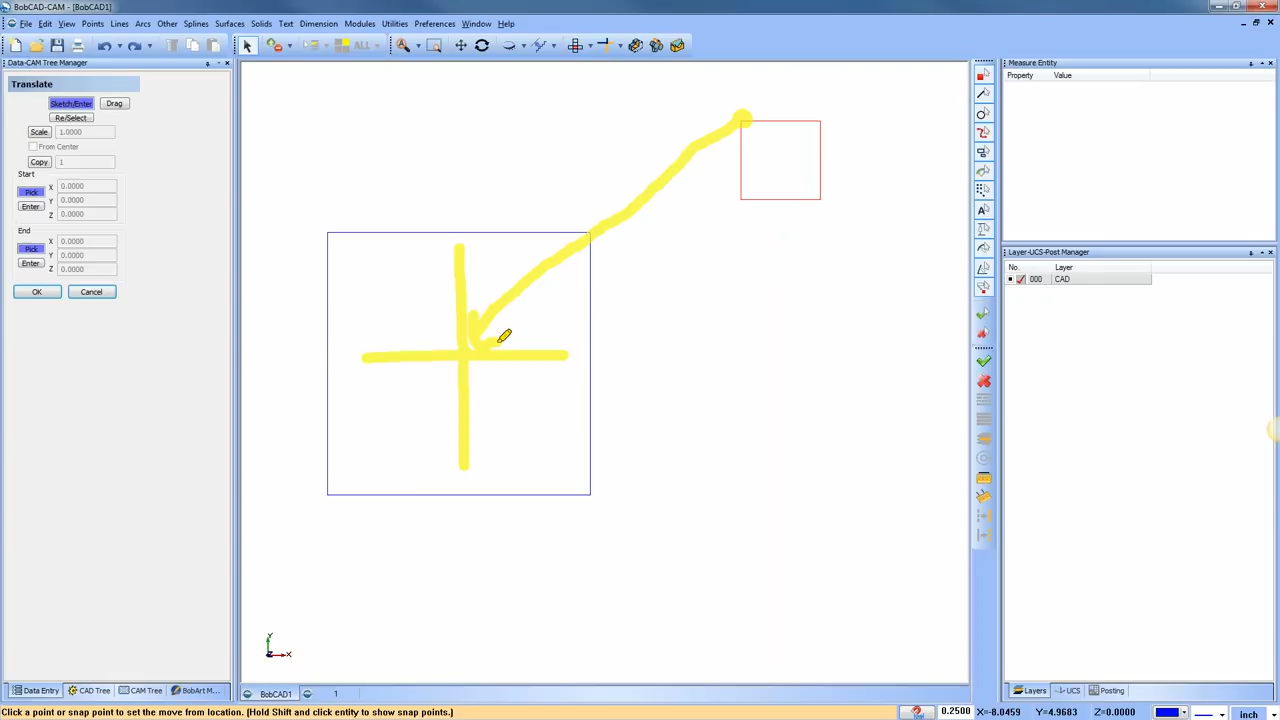 BobCAD-CAM - [BobCAD1]
File Edit View Points Lines Arcs Other Splines Surfaces Solids Text Dimension Modules Utilities Preferences Window Help
ALL
Data-CAM Tree Manager
Translate
Sketch/Enter Drag
Re/Select
Scale 1.0000
From Center
Copy 1
Start
Pick X 0.0000
Y 0.0000
Enter Z 0.0000
End
Pick X 0.0000
Y 0.0000
Enter Z 0.0000
OK Cancel
Measure Entity
Property Value
Layer-UCS-Post Manager
No. Layer
000 CAD
Y
Z X
Data Entry CAD Tree CAM Tree BobArt M...
BobCAD1 1
Layers UCS Posting
Click a point or snap point to set the move from location. (Hold Shift and click entity to show snap points.)
0.2500 X=-8.0459 Y=4.9683 Z=0.0000 inch